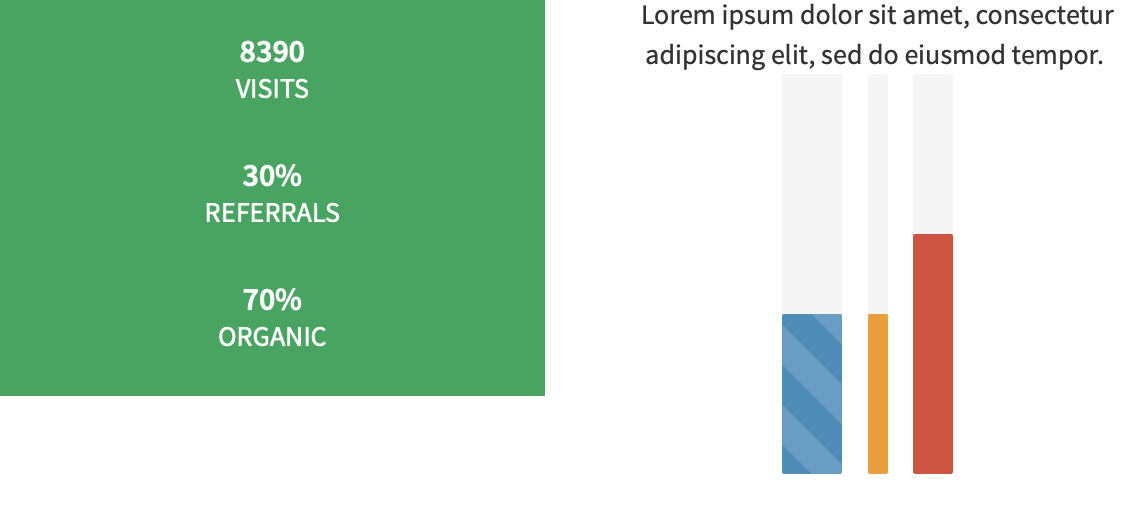 8390
VISITS
30%
REFERRALS
70%
ORGANIC
Lorem ipsum dolor sit amet, consectetur
adipiscing elit, sed do eiusmod tempor.